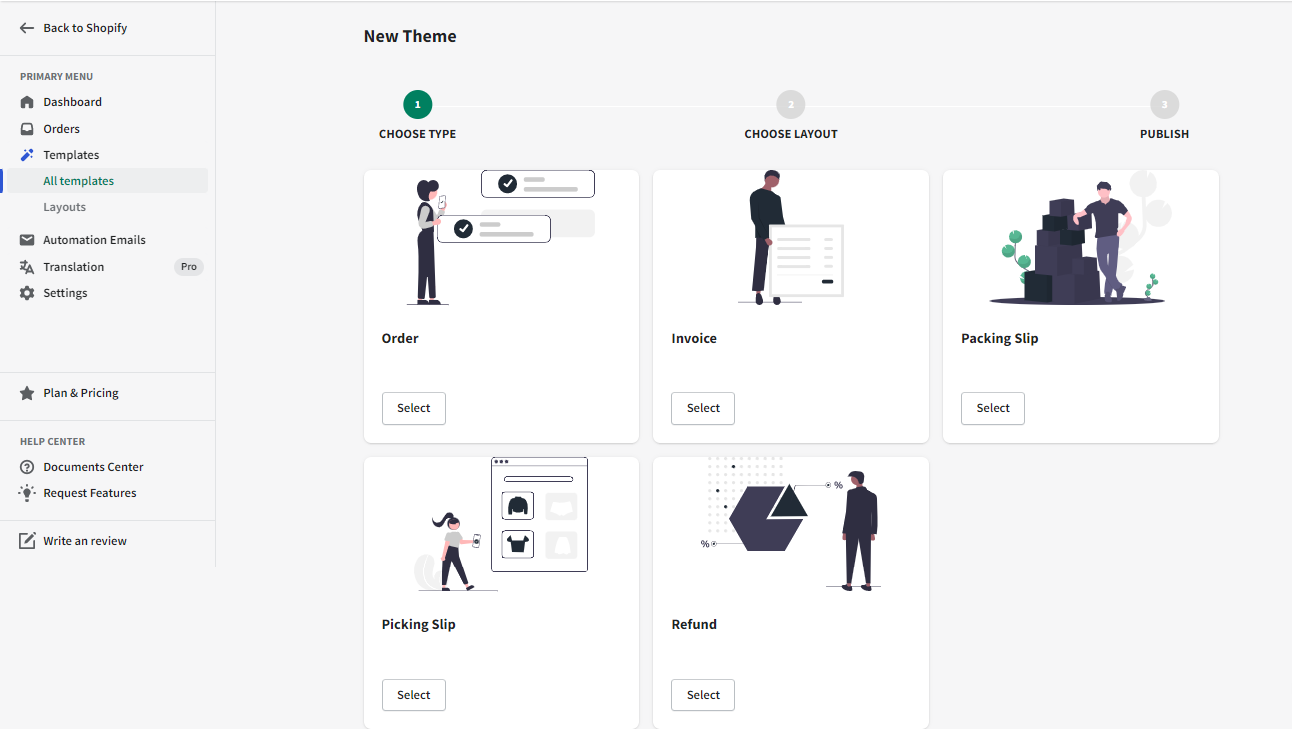 Back to Shopify
PRIMARY MENU
Dashboard
Orders
Templates
All templates
Layouts
Automation Emails
Translation Pro
Settings
Plan & Pricing
HELP CENTER
Documents Center
Request Features
Write an review
New Theme
1 2 3
CHOOSE TYPE CHOOSE LAYOUT PUBLISH
Order Invoice Packing Slip
Select Select Select
%
%
Picking Slip Refund
Select Select